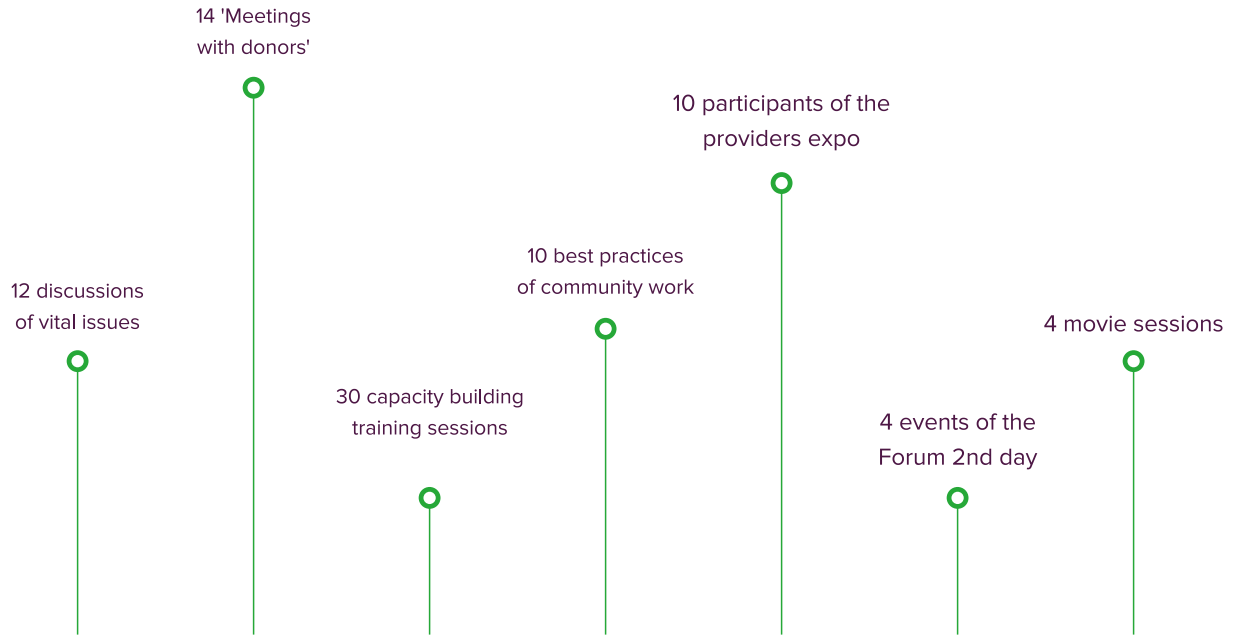 14 'Meetings
with donors'
10 participants of the
providers expo
10 best practices
of community work
12 discussions
of vital issues
4 movie sessions
30 capacity building
training sessions
4 events of the
Forum 2nd day